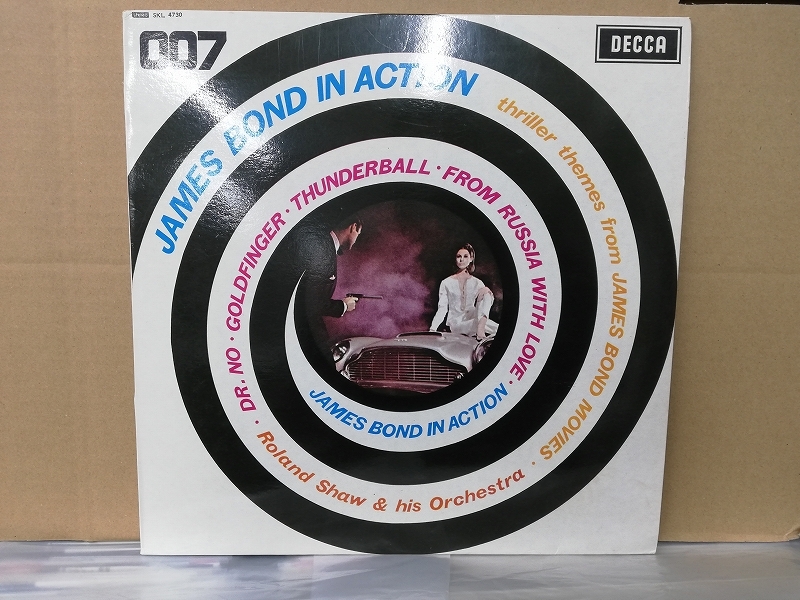 SKL 4730
007
DECCA
JAMES BOND IN ACTION
thriller themes from JAMES BOND MOVIES
DR. NO · GOLDFINGER · THUNDERBALL · FROM RUSSIA WITH LOVE ·
JAMES BOND IN ACTION
· Roland Shaw & his Orchestra ·